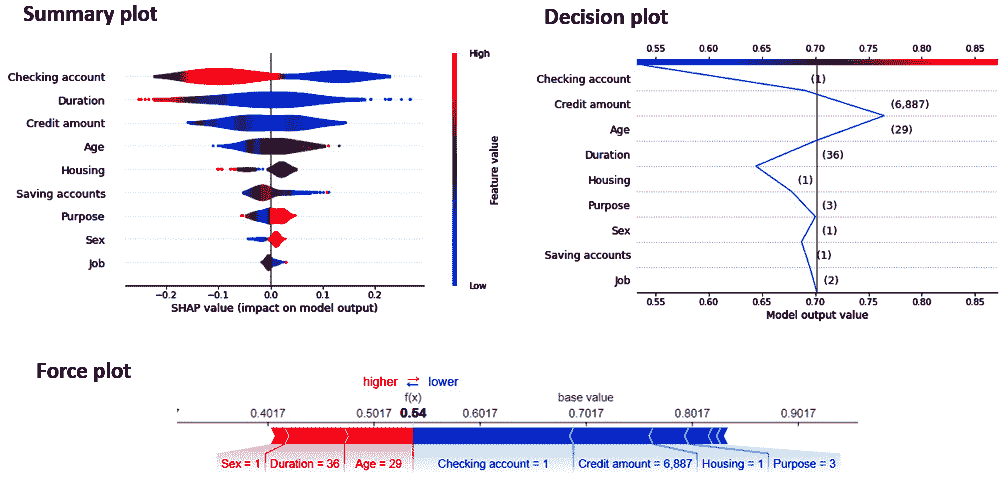 Summary plot
High
Checking account
Duration
Credit amount
Age
Housing
Saving accounts
Purpose
Sex
Job
Feature value
Low
−0.2 −0.1 0.0 0.1 0.2
SHAP value (impact on model output)
Decision plot
0.55 0.60 0.65 0.70 0.75 0.80 0.85
Checking account (1)
Credit amount (6,887)
Age (29)
Duration (36)
Housing (1)
Purpose (3)
Sex (1)
Saving accounts (1)
Job (2)
0.55 0.60 0.65 0.70 0.75 0.80 0.85
Model output value
Force plot
higher ⇄ lower
f(x) base value
0.4017 0.5017 0.54 0.6017 0.7017 0.8017 0.9017
Sex = 1 Duration = 36 Age = 29 Checking account = 1 Credit amount = 6,887 Housing = 1 Purpose = 3